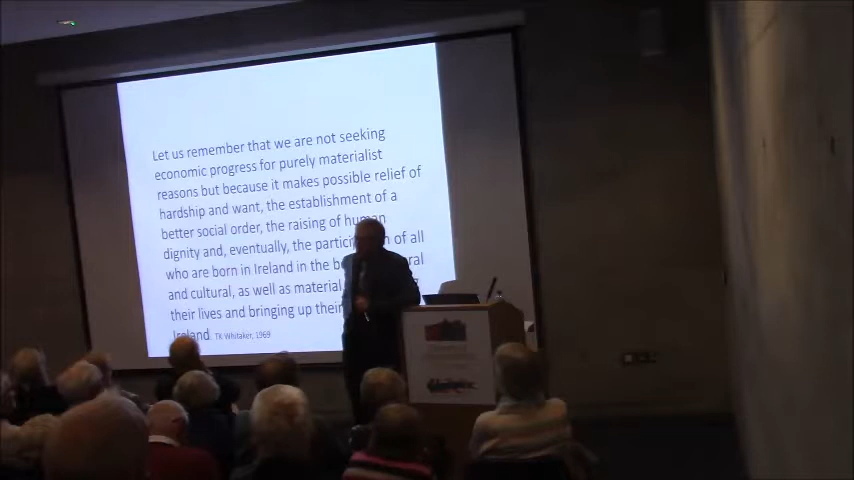 Let us remember that we are not seeking
economic progress for purely materialist
reasons but because it makes possible relief of
hardship and want, the establishment of a
better social order, the raising of human
dignity and, eventually, the participation of all
who are born in Ireland in the
and cultural, as well as material,
their lives and bringing up their
Ireland. TK Whitaker, 1969